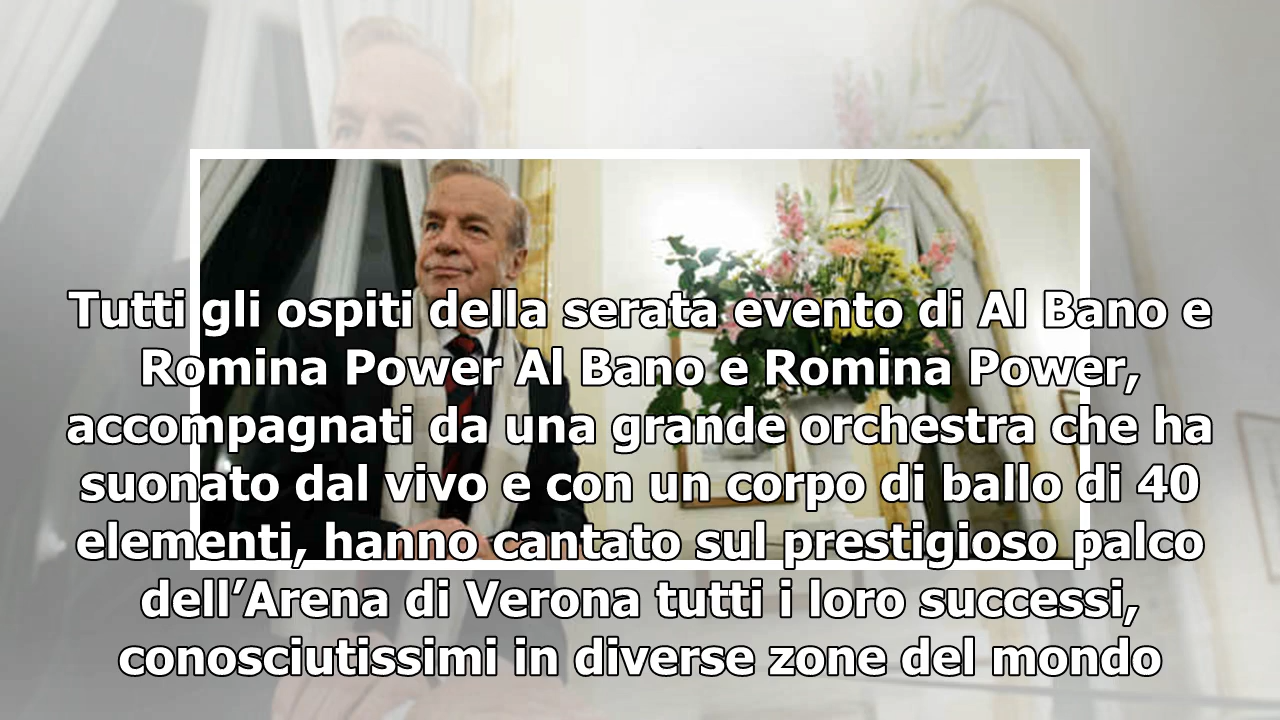 Tutti gli ospiti della serata evento di Al Bano e
Romina Power Al Bano e Romina Power,
accompagnati da una grande orchestra che ha
suonato dal vivo e con un corpo di ballo di 40
elementi, hanno cantato sul prestigioso palco
dell’Arena di Verona tutti i loro successi,
conosciutissimi in diverse zone del mondo